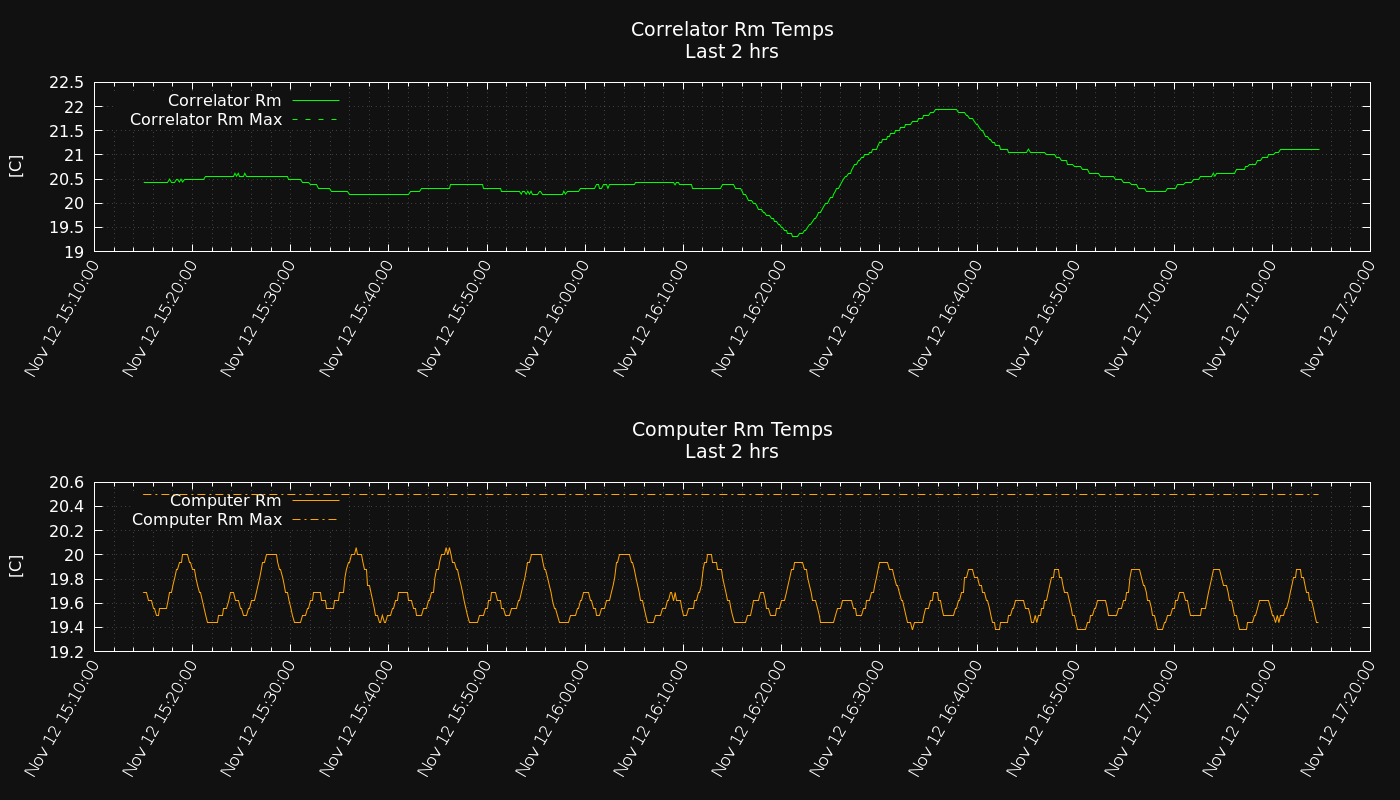 Correlator Rm Temps
Last 2 hrs
[C]
22.5
22
21.5
21
20.5
20
19.5
19
Correlator Rm
Correlator Rm Max
Nov 12 15:10:00
Nov 12 15:20:00
Nov 12 15:30:00
Nov 12 15:40:00
Nov 12 15:50:00
Nov 12 16:00:00
Nov 12 16:10:00
Nov 12 16:20:00
Nov 12 16:30:00
Nov 12 16:40:00
Nov 12 16:50:00
Nov 12 17:00:00
Nov 12 17:10:00
Nov 12 17:20:00
Computer Rm Temps
Last 2 hrs
[C]
20.6
20.4
20.2
20
19.8
19.6
19.4
19.2
Computer Rm
Computer Rm Max
Nov 12 15:10:00
Nov 12 15:20:00
Nov 12 15:30:00
Nov 12 15:40:00
Nov 12 15:50:00
Nov 12 16:00:00
Nov 12 16:10:00
Nov 12 16:20:00
Nov 12 16:30:00
Nov 12 16:40:00
Nov 12 16:50:00
Nov 12 17:00:00
Nov 12 17:10:00
Nov 12 17:20:00